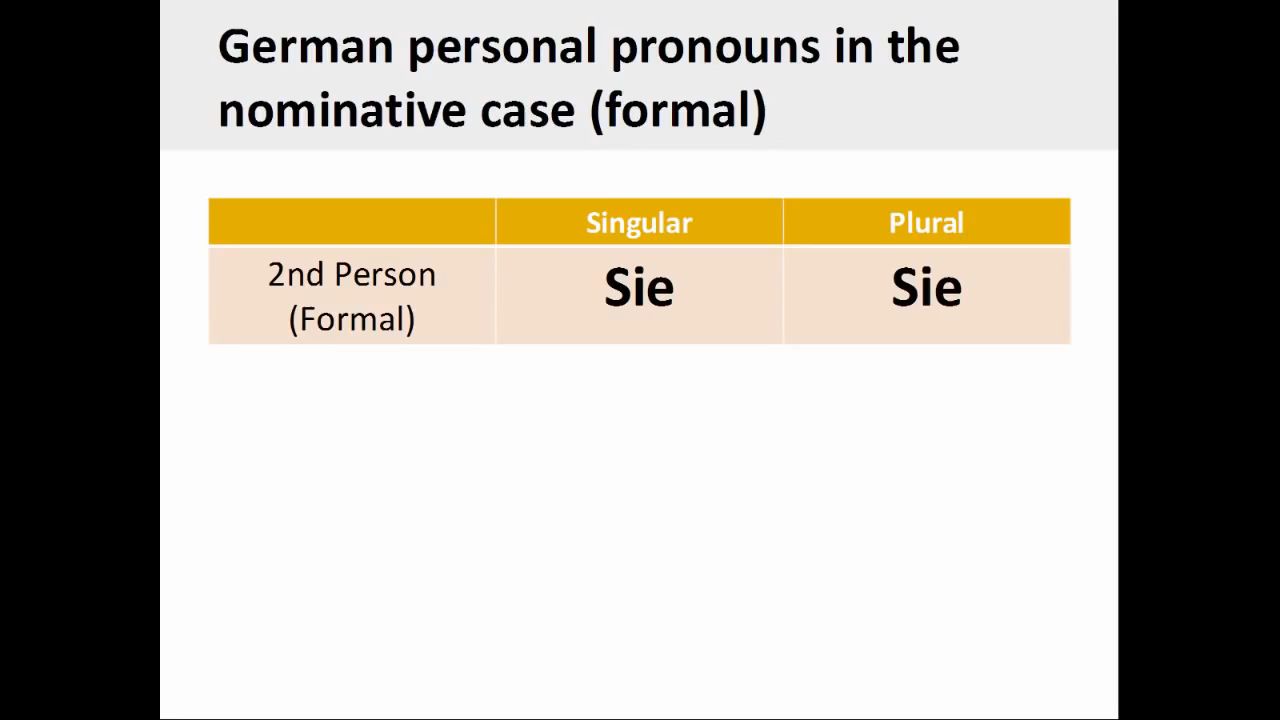 German personal pronouns in the
nominative case (formal)
Singular Plural
2nd Person
(Formal)
Sie Sie